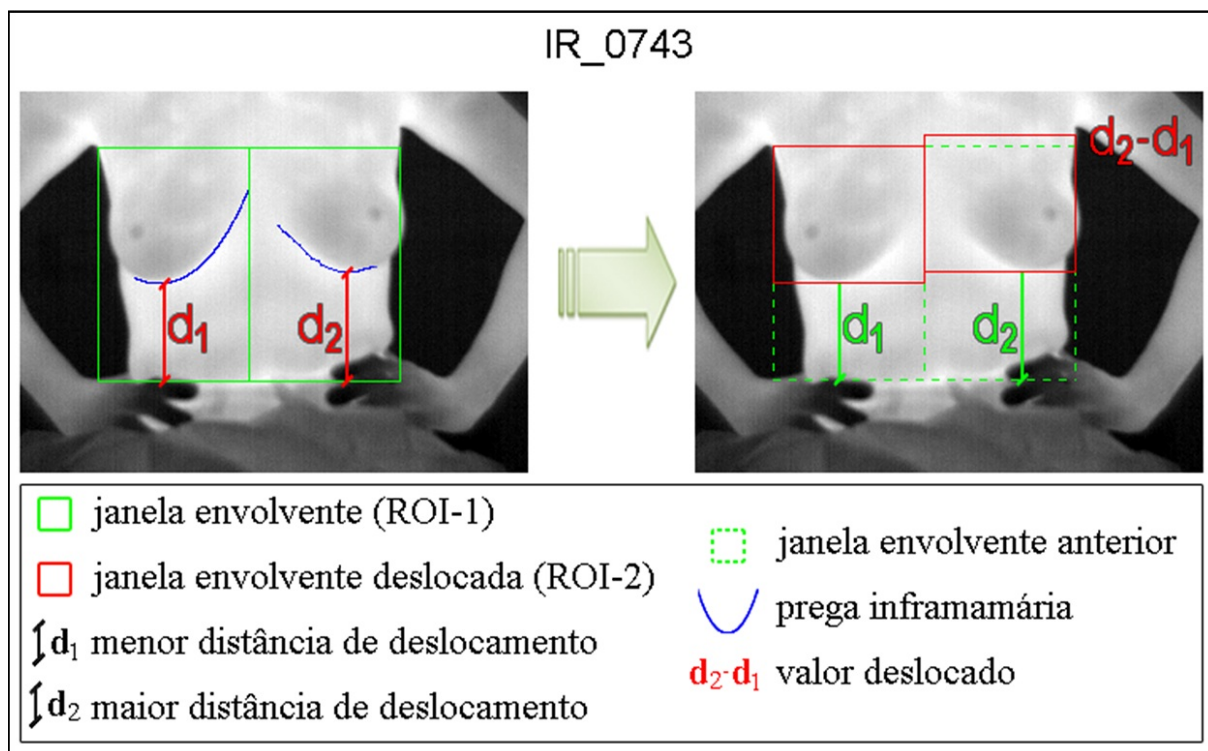 IR_0743
d₂-d₁
d₁
d₂
d₁
d₂
janela envolvente (ROI-1)
janela envolvente deslocada (ROI-2)
d₁ menor distância de deslocamento
d₂ maior distância de deslocamento
janela envolvente anterior
prega inframamária
d₂-d₁ valor deslocado